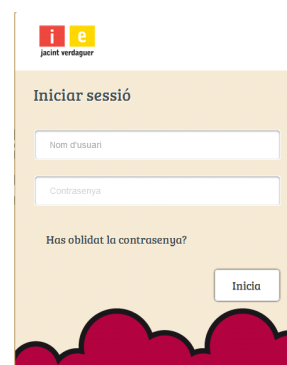 i e
jacint verdaguer
Iniciar sessió
Nom d'usuari
Contrasenya
Has oblidat la contrasenya?
Inicia